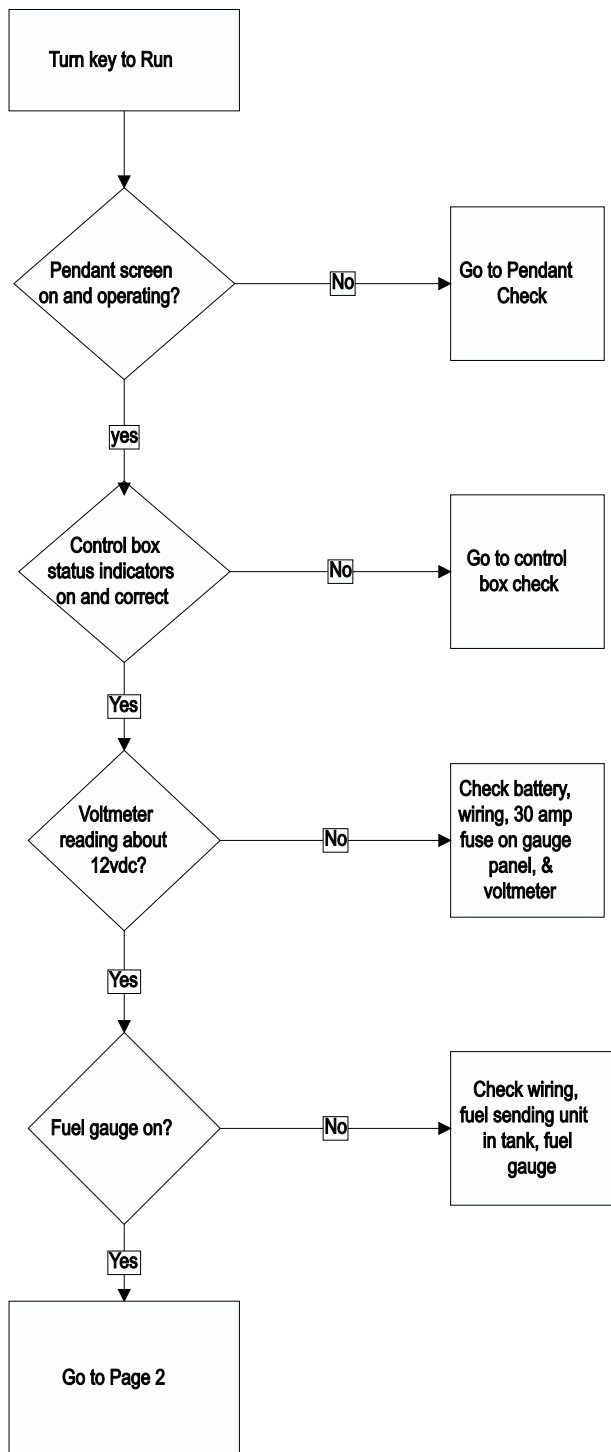 Turn key to Run
Pendant screen
on and operating?
No
Go to Pendant
Check
yes
Control box
status indicators
on and correct
No
Go to control
box check
Yes
Voltmeter
reading about
12vdc?
No
Check battery,
wiring, 30 amp
fuse on gauge
panel, &
voltmeter
Yes
Fuel gauge on?
No
Check wiring,
fuel sending unit
in tank, fuel
gauge
Yes
Go to Page 2